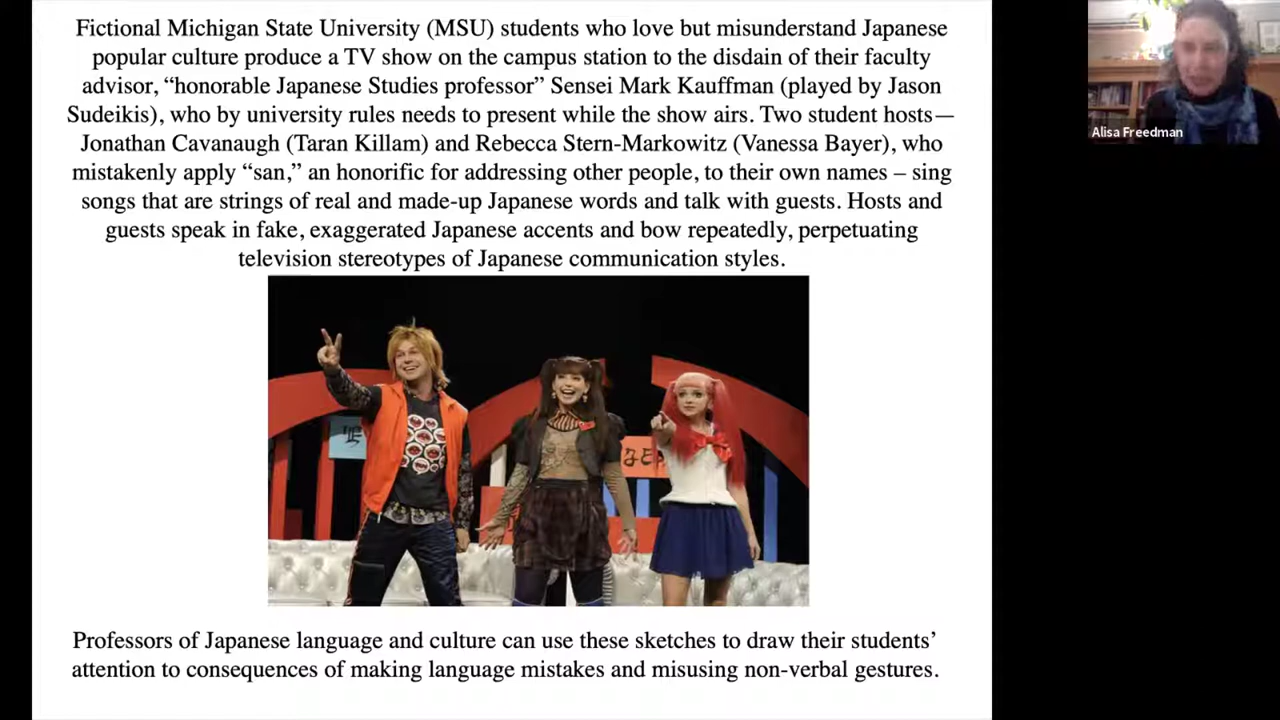 Fictional Michigan State University (MSU) students who love but misunderstand Japanese
popular culture produce a TV show on the campus station to the disdain of their faculty
advisor, “honorable Japanese Studies professor” Sensei Mark Kauffman (played by Jason
Sudeikis), who by university rules needs to present while the show airs. Two student hosts—
Jonathan Cavanaugh (Taran Killam) and Rebecca Stern-Markowitz (Vanessa Bayer), who
mistakenly apply “san,” an honorific for addressing other people, to their own names – sing
songs that are strings of real and made-up Japanese words and talk with guests. Hosts and
guests speak in fake, exaggerated Japanese accents and bow repeatedly, perpetuating
television stereotypes of Japanese communication styles.
Alisa Freedman
Professors of Japanese language and culture can use these sketches to draw their students’
attention to consequences of making language mistakes and misusing non-verbal gestures.